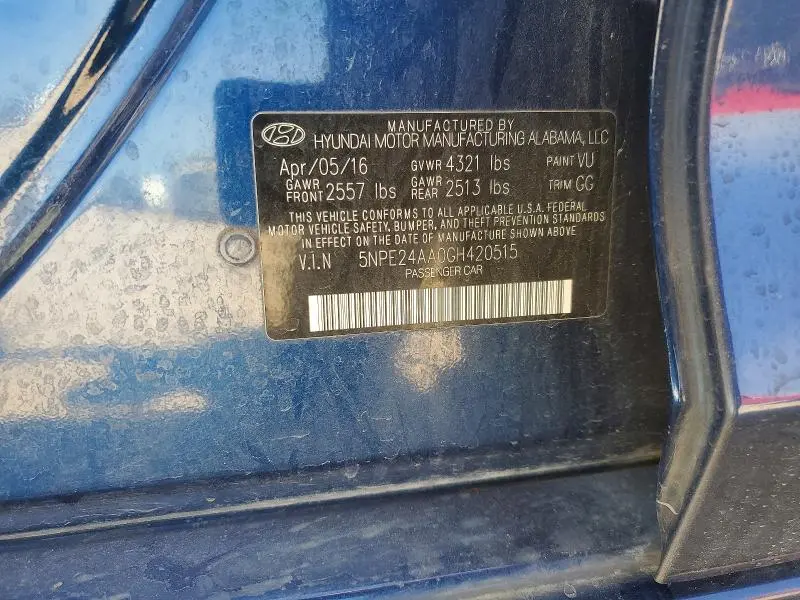 MANUFACTURED BY
HYUNDAI MOTOR MANUFACTURING ALABAMA, LLC
Apr/05/16 GVWR 4321 lbs PAINT VU
GAWR FRONT 2557 lbs GAWR REAR 2513 lbs TRIM GG
THIS VEHICLE CONFORMS TO ALL APPLICABLE U.S.A. FEDERAL
MOTOR VEHICLE SAFETY, BUMPER, AND THEFT PREVENTION STANDARDS
IN EFFECT ON THE DATE OF MANUFACTURE SHOWN ABOVE
V.I.N 5NPE24AA0GH420515
PASSENGER CAR